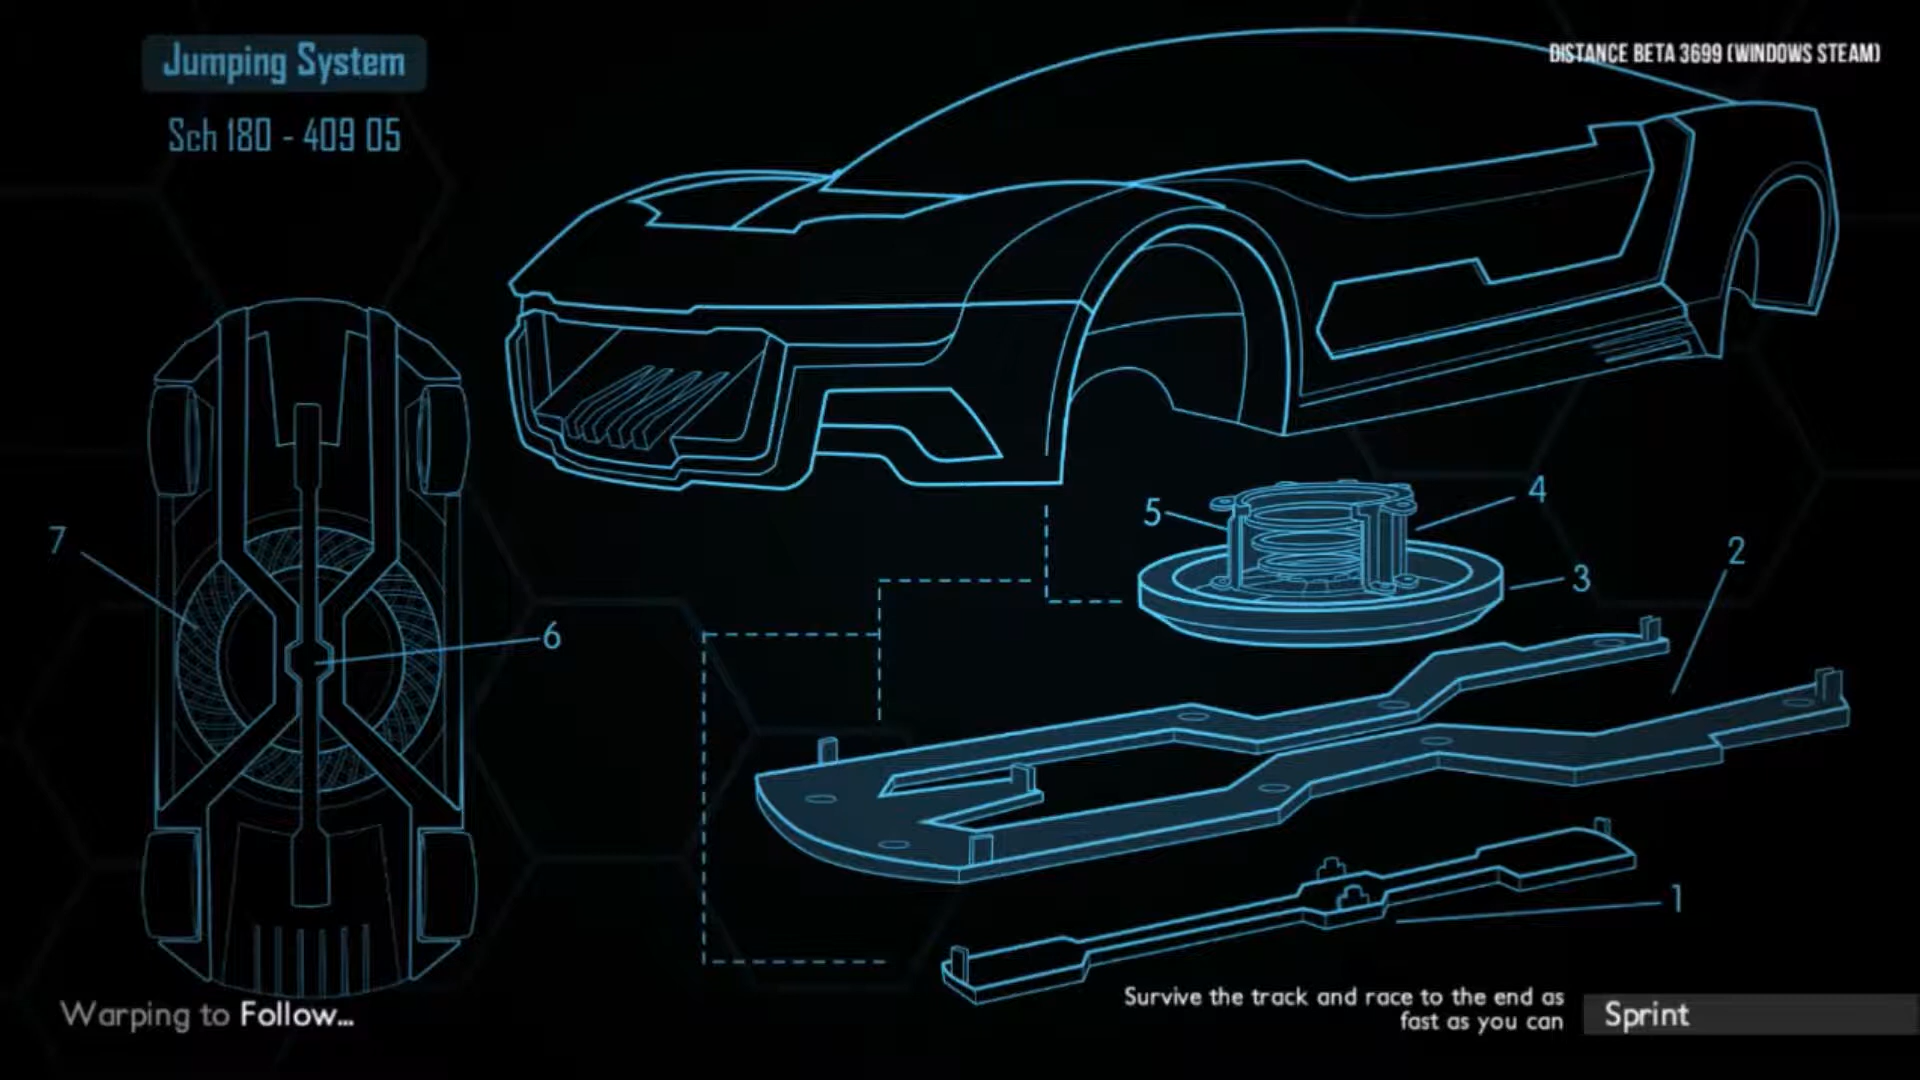 Jumping System
Sch 180 - 409 05
DISTANCE BETA 3699 (WINDOWS STEAM)
4
5
2
3
7
6
1
Survive the track and race to the end as
fast as you can
Sprint
Warping to Follow...